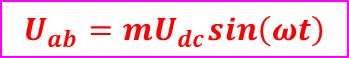 U_ab = mU_dc sin(ωt)